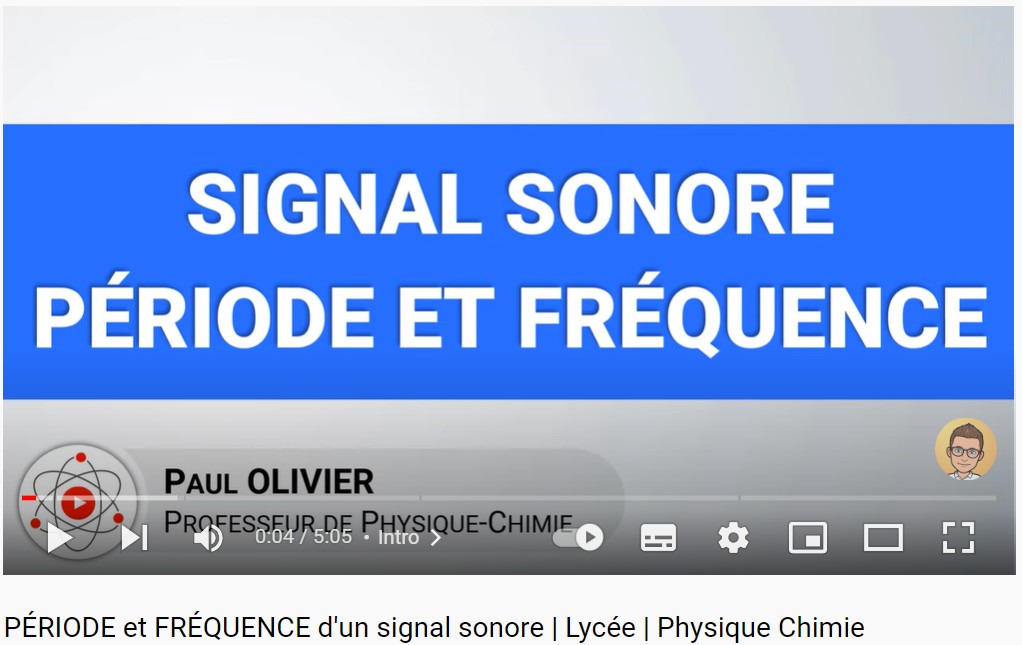 SIGNAL SONORE
PÉRIODE ET FRÉQUENCE
PAUL OLIVIER
PROFESSEUR DE PHYSIQUE-CHIMIE
0:04 / 5:05 • Intro >
PÉRIODE et FRÉQUENCE d'un signal sonore | Lycée | Physique Chimie